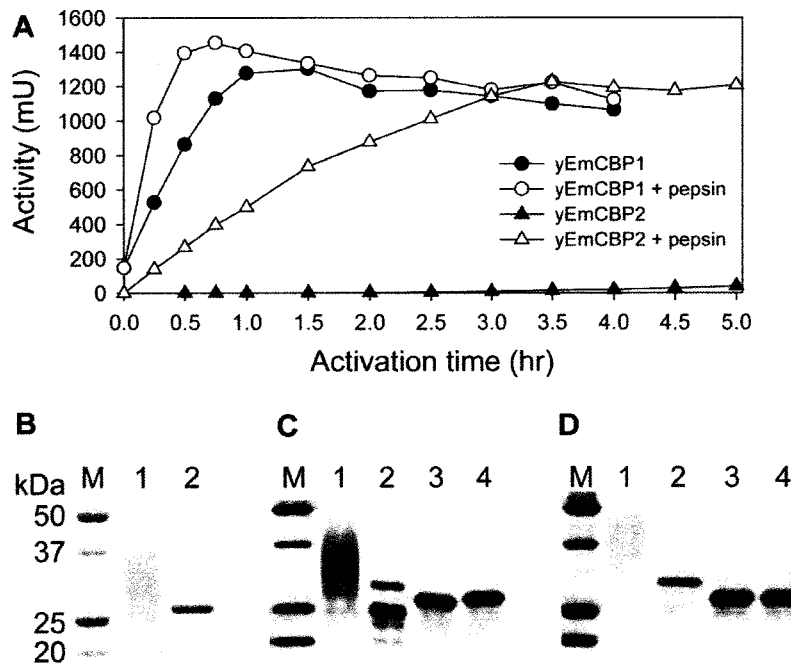 A
Activity (mU)
1600
1400
1200
1000
800
600
400
200
0
yEmCBP1
yEmCBP1 + pepsin
yEmCBP2
yEmCBP2 + pepsin
0.0 0.5 1.0 1.5 2.0 2.5 3.0 3.5 4.0 4.5 5.0
Activation time (hr)
B C D
kDa M 1 2 M 1 2 3 4 M 1 2 3 4
50
37
25
20